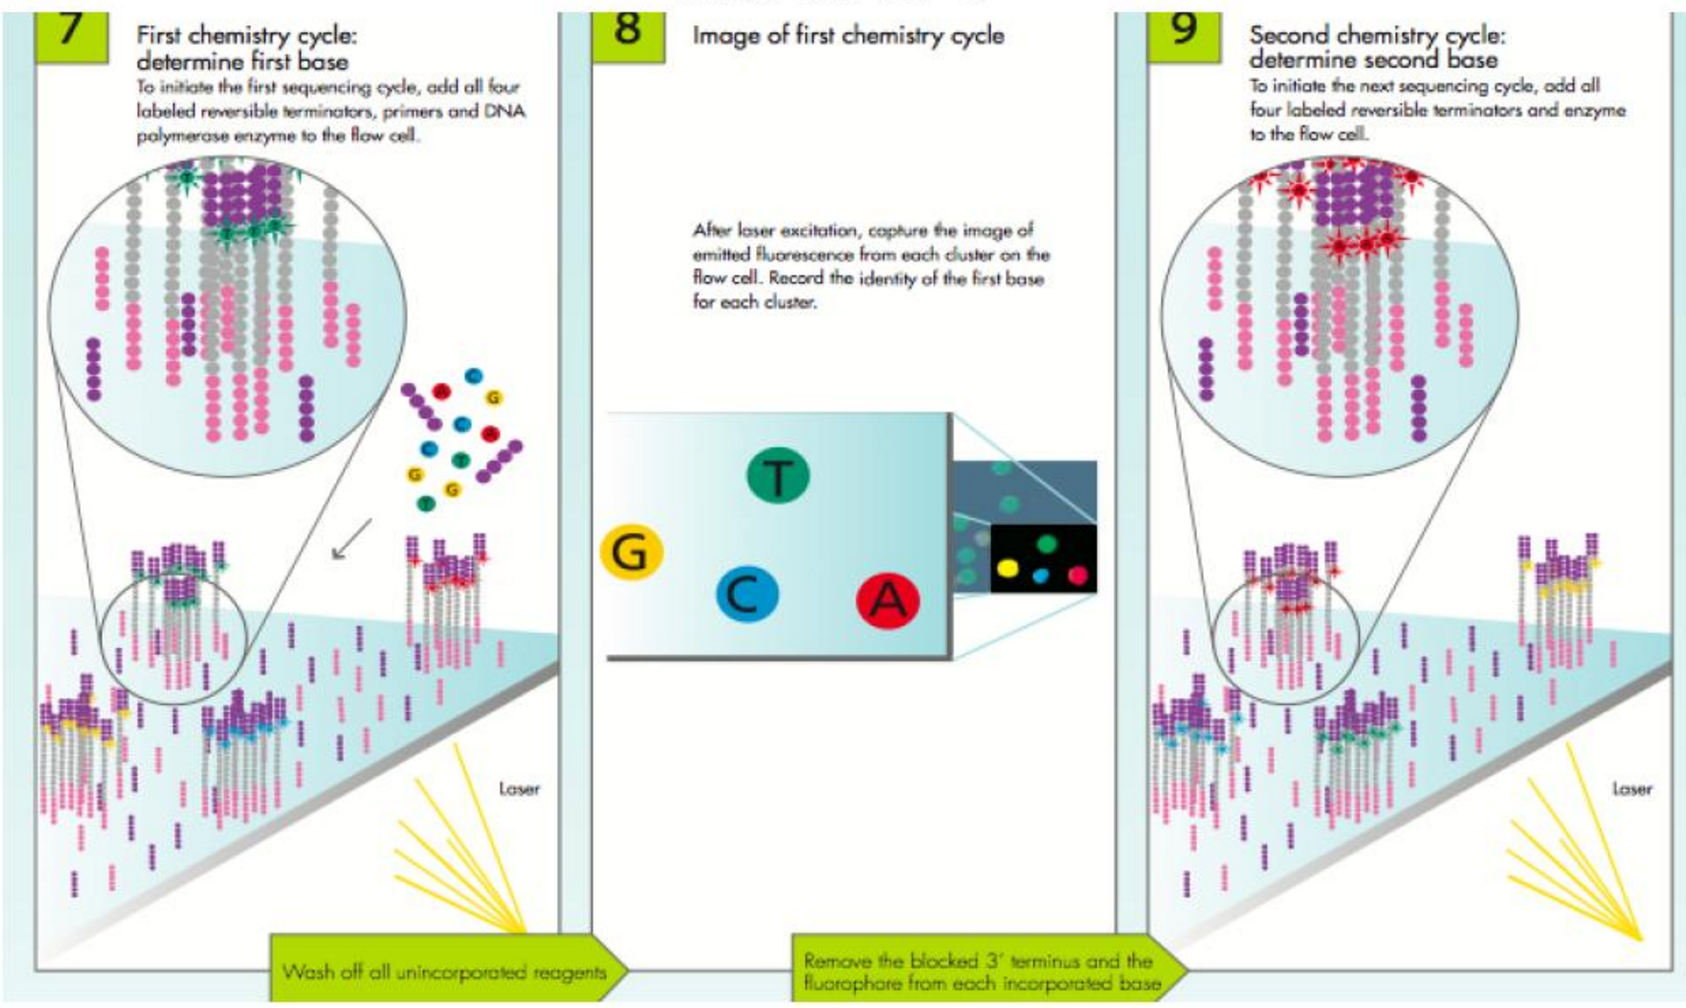 7
First chemistry cycle:
determine first base
To initiate the first sequencing cycle, add all four
labeled reversible terminators, primers and DNA
polymerase enzyme to the flow cell.
C
A
G
C
A
C
T
G
G
T
Laser
Wash off all unincorporated reagents
8
Image of first chemistry cycle
After laser excitation, capture the image of
emitted fluorescence from each cluster on the
flow cell. Record the identity of the first base
for each cluster.
T
G
C
A
Remove the blocked 3´ terminus and the
fluorophore from each incorporated base
9
Second chemistry cycle:
determine second base
To initiate the next sequencing cycle, add all
four labeled reversible terminators and enzyme
to the flow cell.
Laser